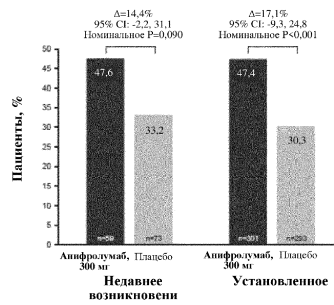 Δ=14,4%
95% CI: -2,2, 31,1
Номинальное P=0,090
Δ=17,1%
95% CI: -9,3, 24,8
Номинальное P<0,001
Пациенты, %
50
45
40
35
30
25
20
15
10
5
0
47,6
33,2
47,4
30,3
n=59
n=73
n=301
n=293
Анифролумаб,
300 мг
Плацебо
Анифролумаб,
300 мг
Плацебо
Недавнее
возникновени
Установленное